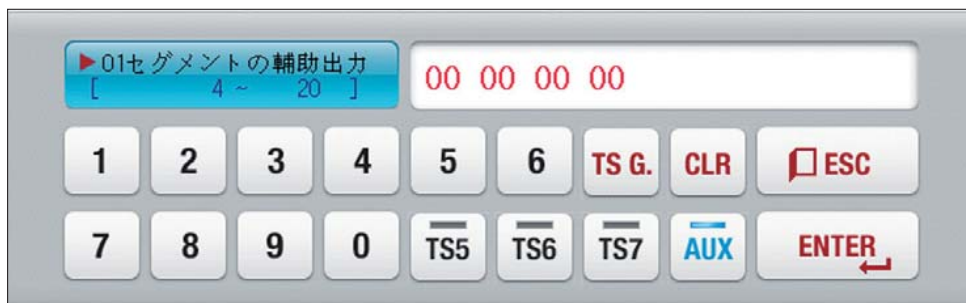 ▶01セグメントの輔助出力
[ 4 ~ 20 ]
00 00 00 00
1 2 3 4 5 6 TS G. CLR ESC
7 8 9 0 TS5 TS6 TS7 AUX ENTER